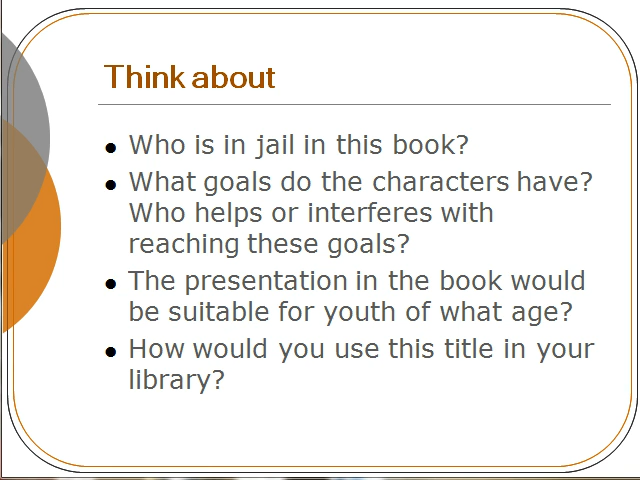 Think about
Who is in jail in this book?
What goals do the characters have?
Who helps or interferes with
reaching these goals?
The presentation in the book would
be suitable for youth of what age?
How would you use this title in your
library?